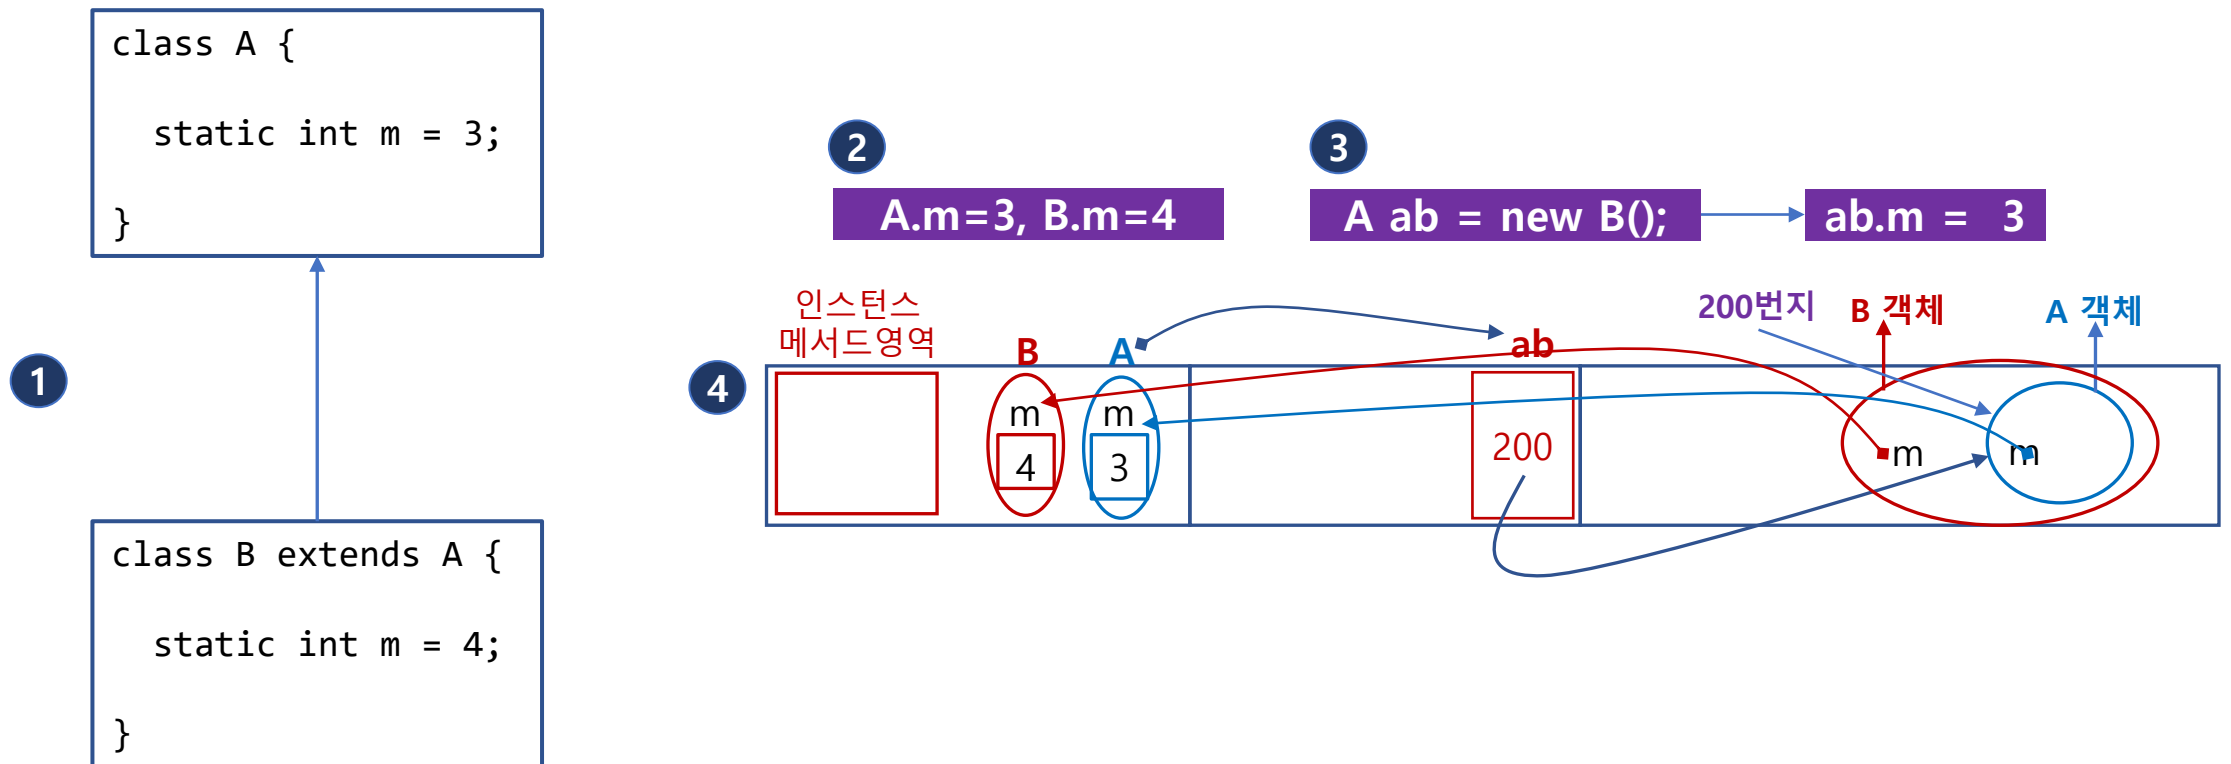 class A {
static int m = 3;
}
1
class B extends A {
static int m = 4;
}
2
A.m=3, B.m=4
3
A ab = new B();
ab.m = 3
4
인스턴스
메서드영역
B
A
ab
200번지
B 객체
A 객체
m
4
m
3
200
m
m